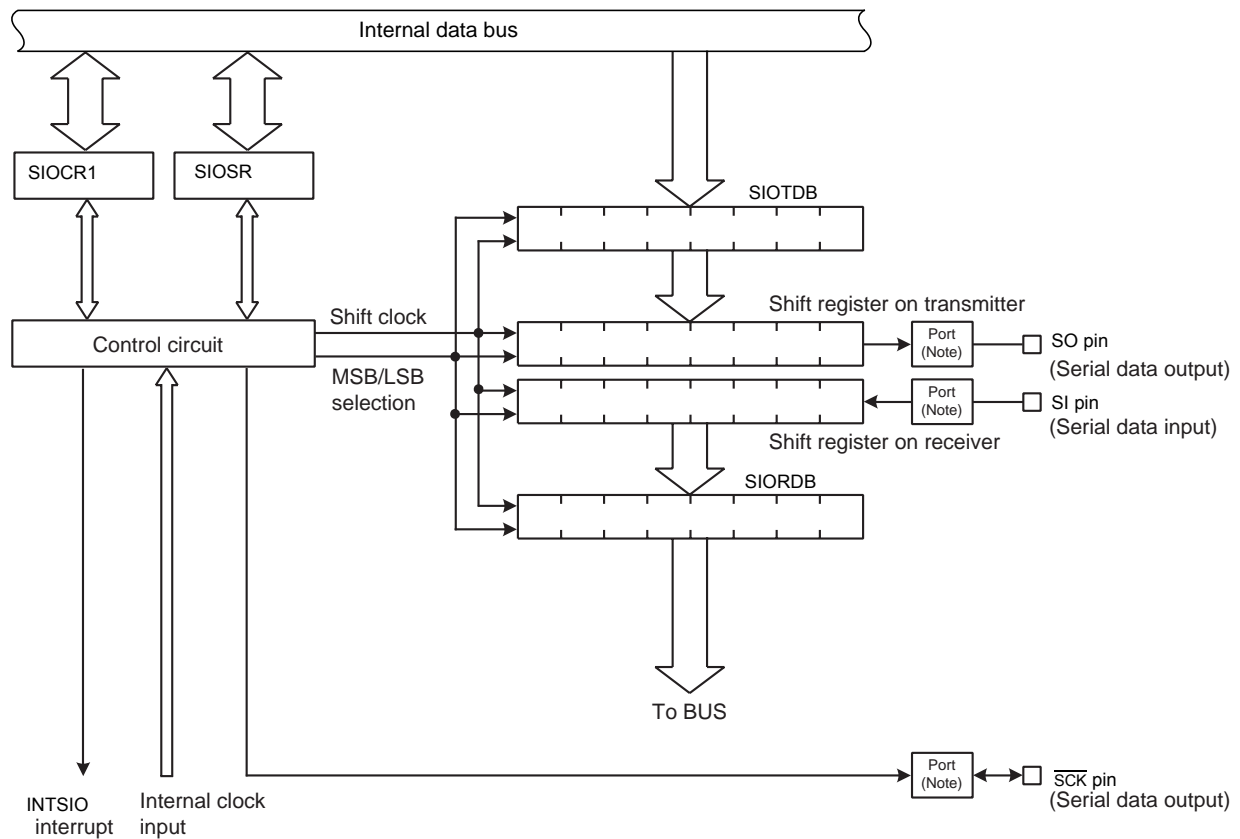 Internal data bus
SIOCR1
SIOSR
SIOTDB
Shift register on transmitter
Shift clock
Control circuit
MSB/LSB
selection
Port
(Note)
SO pin
(Serial data output)
Port
(Note)
SI pin
(Serial data input)
Shift register on receiver
SIORDB
To BUS
Port
(Note)
SCK pin
(Serial data output)
INTSIO
interrupt
Internal clock
input